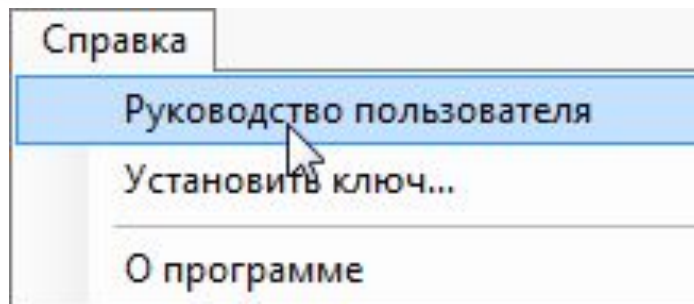 Справка
Руководство пользователя
Установить ключ...
О программе